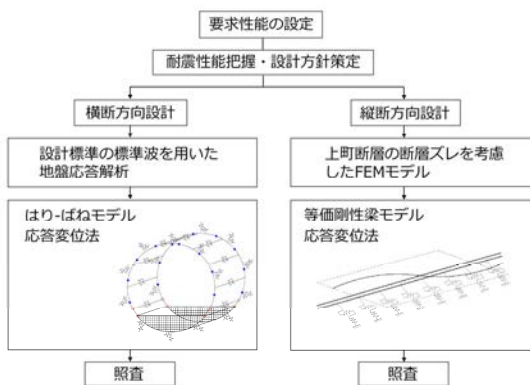 要求性能の設定
耐震性能把握・設計方針策定
横断方向設計
縦断方向設計
設計標準の標準波を用いた
地盤応答解析
上町断層の断層ズレを考慮
したFEMモデル
はり-ばねモデル
応答変位法
等価剛性梁モデル
応答変位法
照査
照査